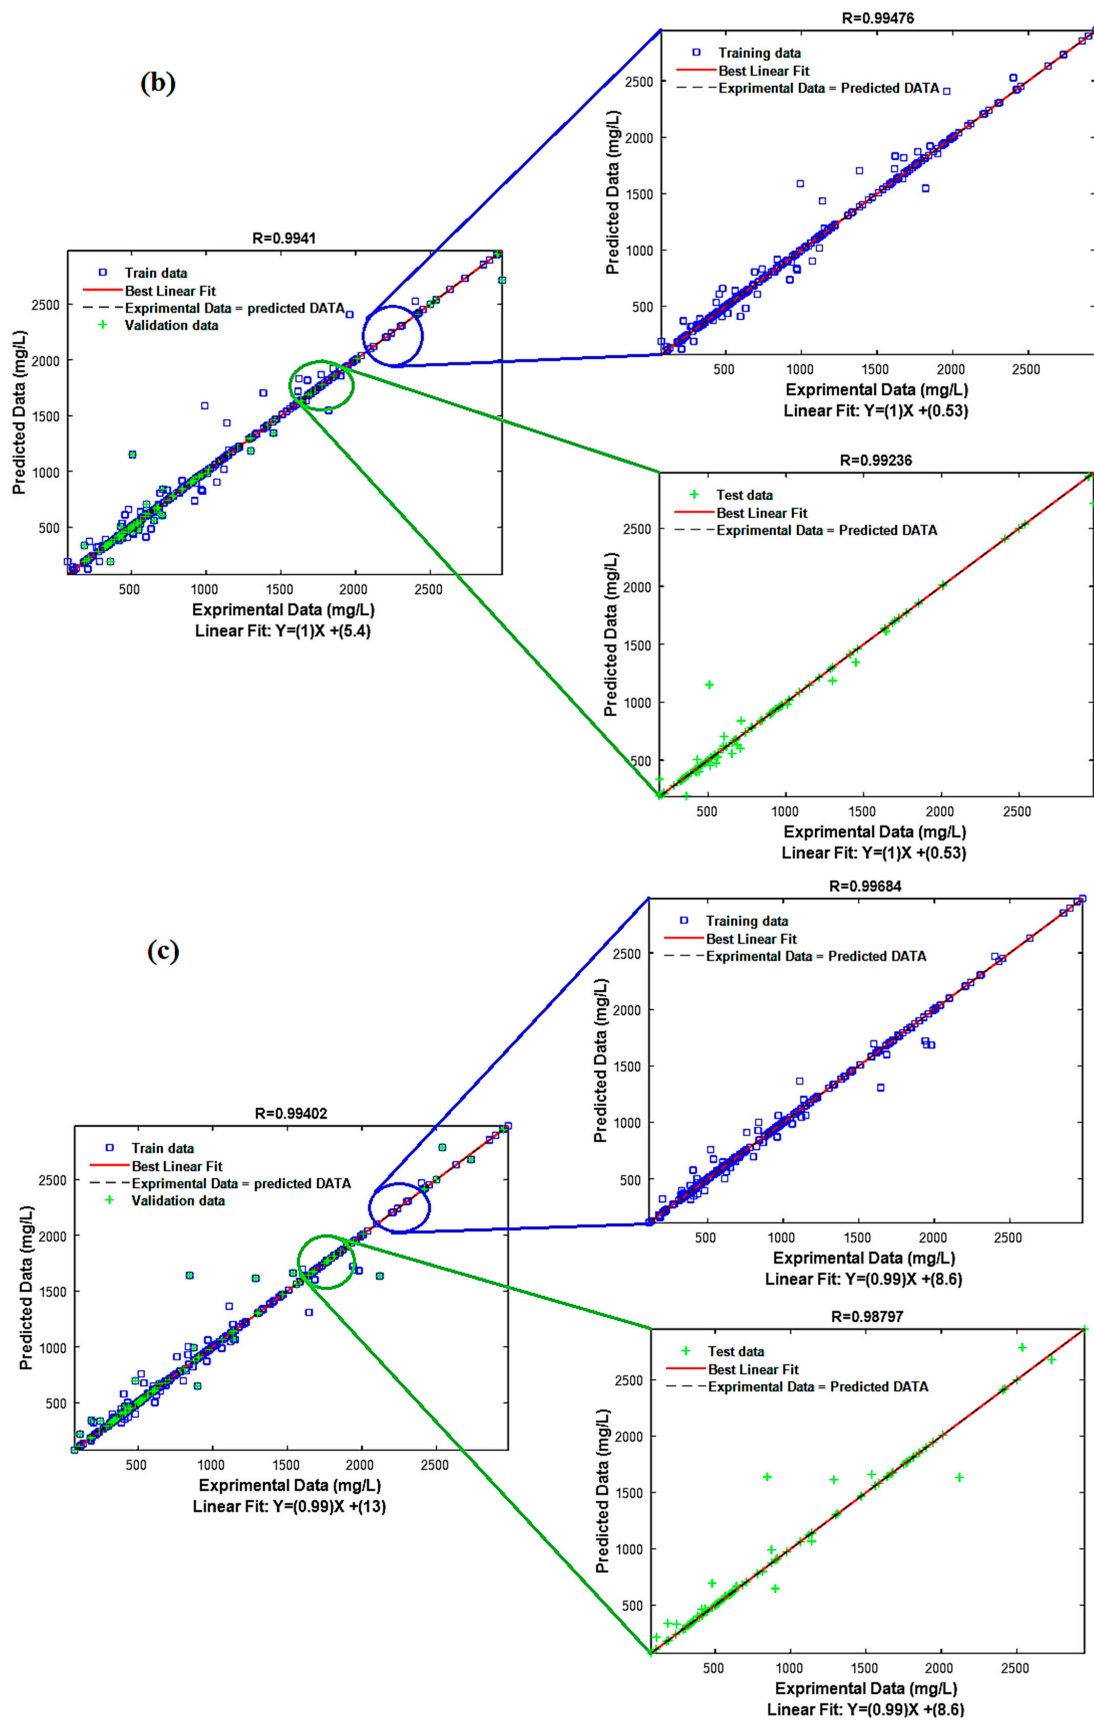 (b)
R=0.9941
Train data
Best Linear Fit
Exprimental Data = predicted DATA
Validation data
Predicted Data (mg/L)
2500
2000
1500
1000
500
500 1000 1500 2000 2500
Exprimental Data (mg/L)
Linear Fit: Y=(1)X +(5.4)
R=0.99476
Training data
Best Linear Fit
Exprimental Data = Predicted DATA
Predicted Data (mg/L)
2500
2000
1500
1000
500
500 1000 1500 2000 2500
Exprimental Data (mg/L)
Linear Fit: Y=(1)X +(0.53)
R=0.99236
Test data
Best Linear Fit
Exprimental Data = Predicted DATA
Predicted Data (mg/L)
2500
2000
1500
1000
500
500 1000 1500 2000 2500
Exprimental Data (mg/L)
Linear Fit: Y=(1)X +(0.53)
(c)
R=0.99402
Train data
Best Linear Fit
Exprimental Data = predicted DATA
Validation data
Predicted Data (mg/L)
2500
2000
1500
1000
500
500 1000 1500 2000 2500
Exprimental Data (mg/L)
Linear Fit: Y=(0.99)X +(13)
R=0.99684
Training data
Best Linear Fit
Exprimental Data = Predicted DATA
Predicted Data (mg/L)
2500
2000
1500
1000
500
500 1000 1500 2000 2500
Exprimental Data (mg/L)
Linear Fit: Y=(0.99)X +(8.6)
R=0.98797
Test data
Best Linear Fit
Exprimental Data = Predicted DATA
Predicted Data (mg/L)
2500
2000
1500
1000
500
500 1000 1500 2000 2500
Exprimental Data (mg/L)
Linear Fit: Y=(0.99)X +(8.6)